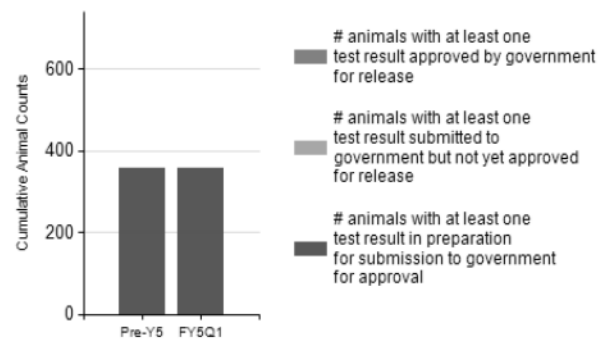 Cumulative Animal Counts
600
400
200
0
Pre-Y5 FY5Q1
# animals with at least one
test result approved by government
for release
# animals with at least one
test result submitted to
government but not yet approved
for release
# animals with at least one
test result in preparation
for submission to government
for approval